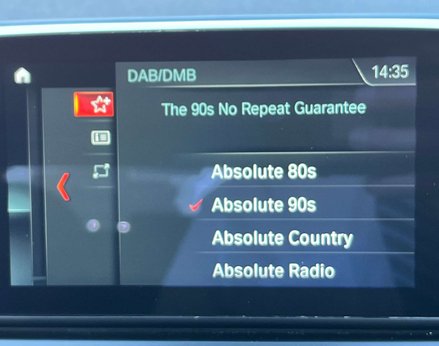 DAB/DMB
14:35
The 90s No Repeat Guarantee
Absolute 80s
Absolute 90s
Absolute Country
Absolute Radio